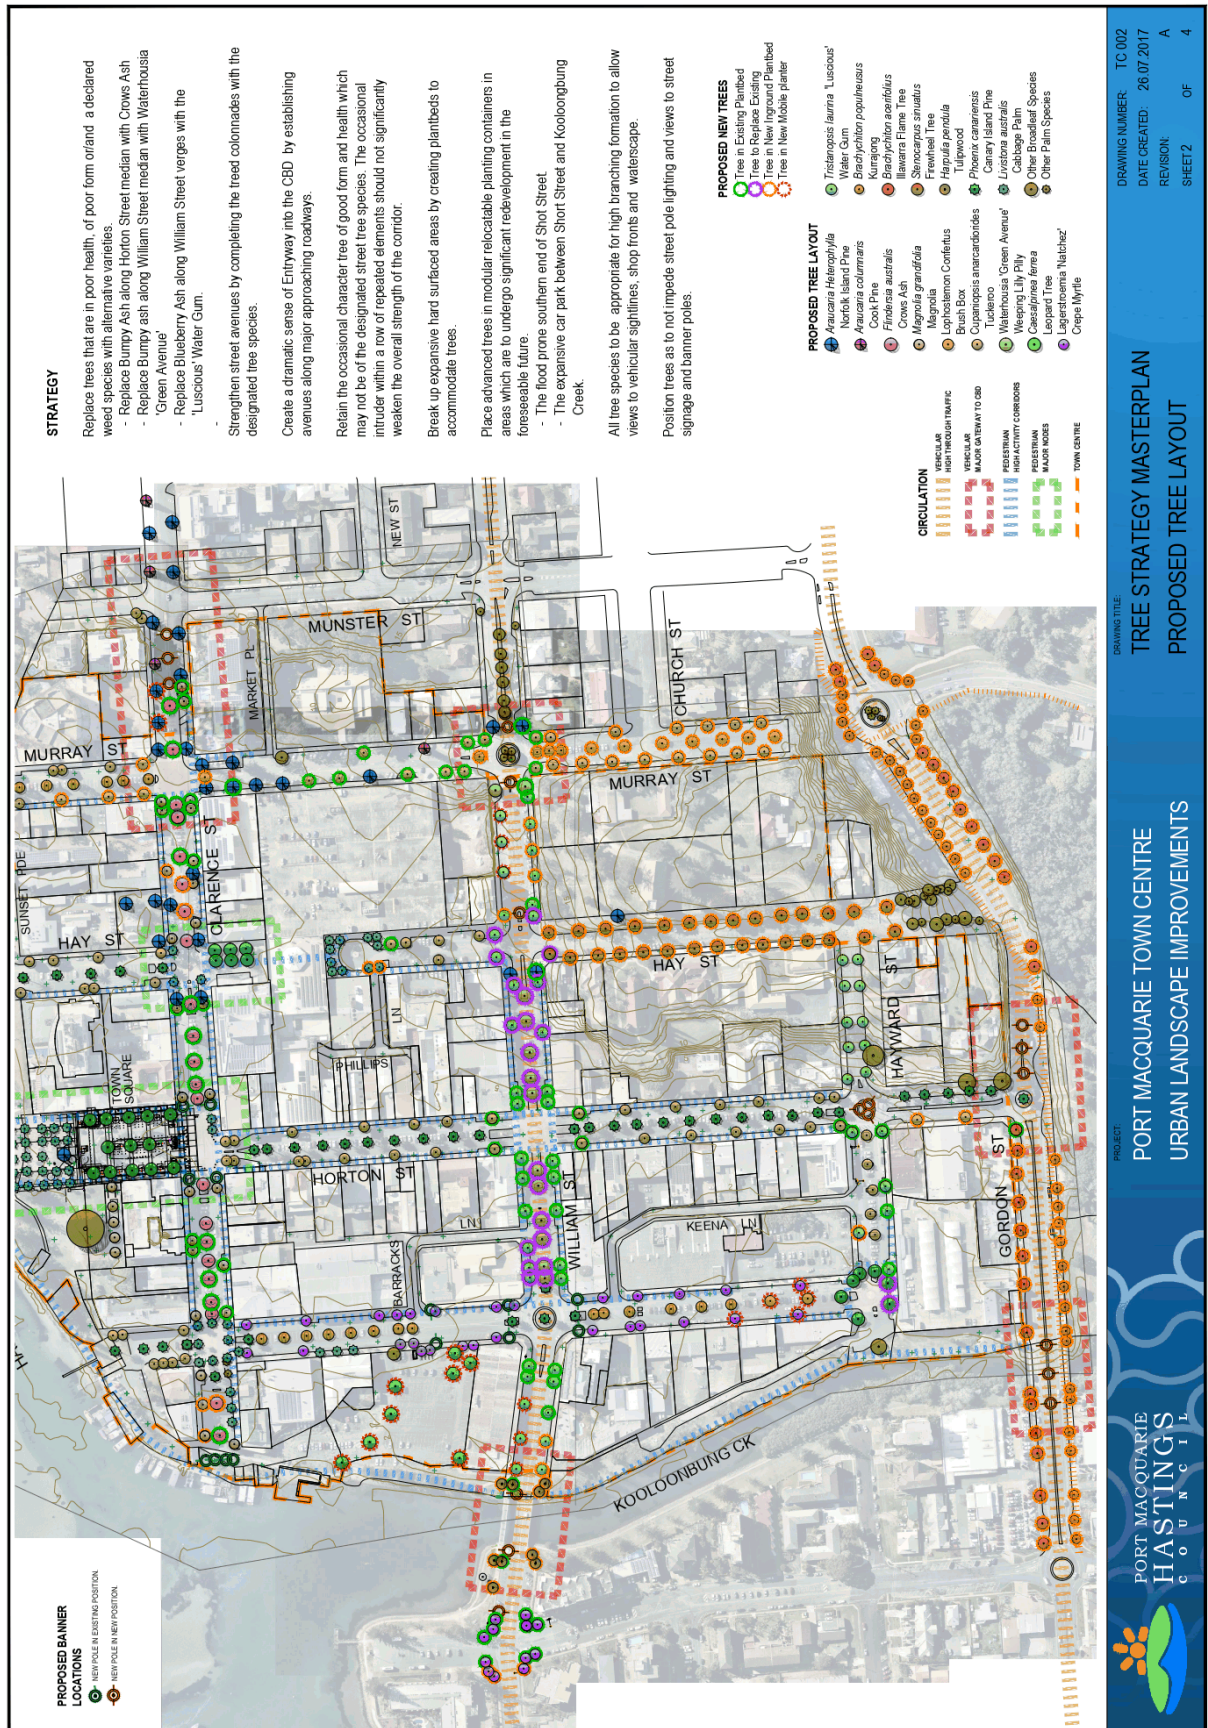 STRATEGY
Replace trees that are in poor health, of poor form or/and a declared
weed species with alternative varieties.
- Replace Bumpy Ash along Horton Street median with Crows Ash
- Replace Bumpy ash along William Street median with Waterhousia
'Green Avenue'
- Replace Blueberry Ash along William Street verges with the
'Luscious' Water Gum.
-
Strengthen street avenues by completing the treed colonnades with the
designated tree species.
Create a dramatic sense of Entryway into the CBD by establishing
avenues along major approaching roadways.
Retain the occasional character tree of good form and health which
may not be of the designated street tree species. The occasional
intruder within a row of repeated elements should not significantly
weaken the overall strength of the corridor.
Break up expansive hard surfaced areas by creating plantbeds to
accommodate trees.
Place advanced trees in modular relocatable planting containers in
areas which are to undergo significant redevelopment in the
foreseeable future.
- The flood prone southern end of Shot Street.
- The expansive car park between Short Street and Kooloongbung
Creek.
All tree species to be appropriate for high branching formation to allow
views to vehicular sightlines, shop fronts and waterscape.
Position trees as to not impede street pole lighting and views to street
signage and banner poles.
PROPOSED NEW TREES
Tree in Existing Plantbed
Tree to Replace Existing
Tree in New Inground Plantbed
Tree in New Mobile planter
PROPOSED TREE LAYOUT
Araucaria Heterophylla
Norfolk Island Pine
Araucaria columnaris
Cook Pine
Flindersia australis
Crows Ash
Magnolia grandifolia
Magnolia
Lophostemon Confertus
Brush Box
Cupaniopsis anarcardiorides
Tuckeroo
Waterhousia 'Green Avenue'
Weeping Lilly Pilly
Caesalpinea ferrea
Leopard Tree
Lagerstroemia 'Natchez'
Crepe Myrtle
Tristanopsis laurina 'Luscious'
Water Gum
Brachychiton populneusus
Kurrajong
Brachychiton acerifolius
Illawarra Flame Tree
Stenocarpus sinuatus
Firewheel Tree
Harpulia pendula
Tulipwood
Phoenix canariensis
Canary Island Pine
Livistona australis
Cabbage Palm
Other Broadleaf Species
Other Palm Species
CIRCULATION
VEHICULAR
HIGH THROUGH TRAFFIC
VEHICULAR
MAJOR GATEWAY TO CBD
PEDESTRIAN
HIGH ACTIVITY CORRIDORS
PEDESTRIAN
MAJOR NODES
TOWN CENTRE
NEW ST
MUNSTER ST
MARKET PL
CHURCH ST
MURRAY ST
MURRAY ST
SUNSET PDE
CLARENCE ST
HAY ST
HAY ST
TOWN
SQUARE
PHILLIPS
LN
HAYWARD ST
HORTON ST
LN
BARRACKS
WILLIAM ST
KEENA LN
GORDON ST
KOOLOONBUNG CK
PROPOSED BANNER
LOCATIONS
NEW POLE IN EXISTING POSITION.
NEW POLE IN NEW POSITION.
PORT MACQUARIE
HASTINGS
COUNCIL
PROJECT:
PORT MACQUARIE TOWN CENTRE
URBAN LANDSCAPE IMPROVEMENTS
DRAWING TITLE:
TREE STRATEGY MASTERPLAN
PROPOSED TREE LAYOUT
DRAWING NUMBER: TC 002
DATE CREATED: 26.07.2017
REVISION: A
SHEET 2 OF 4